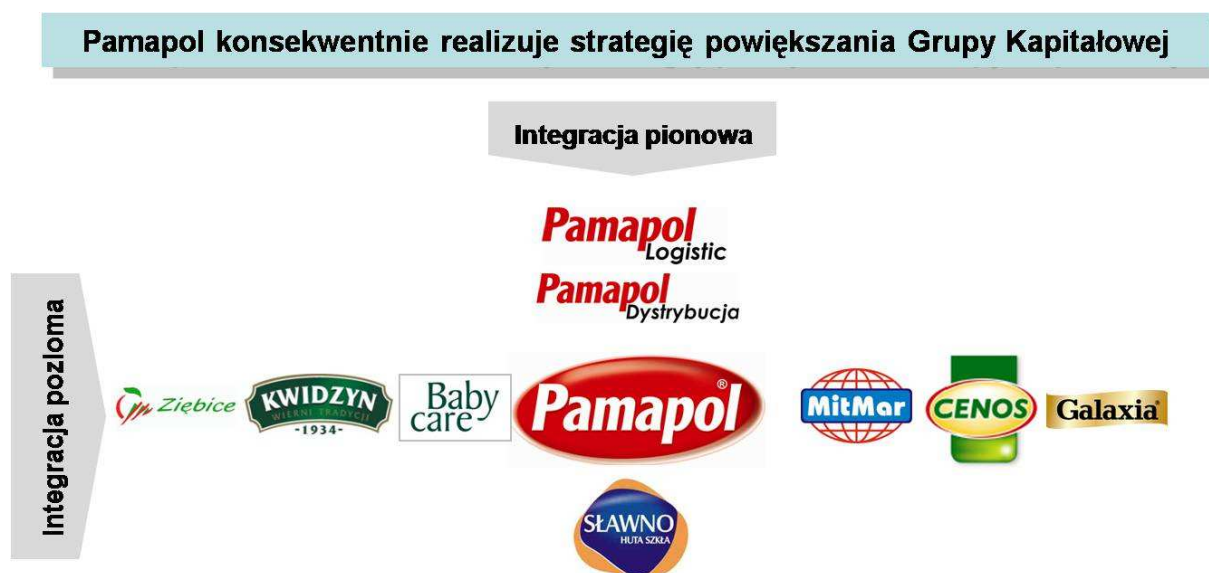 Pamapol konsekwentnie realizuje strategię powiększania Grupy Kapitałowej
Integracja pionowa
Pamapol
Logistic
Pamapol
Dystrybucja
Integracja pozioma
Ziębice
KWIDZYN
WIERNI TRADYCJI
-1934-
Baby
care
Pamapol®
MitMar
CENOS
Galaxia
SŁAWNO
HUTA SZKŁA